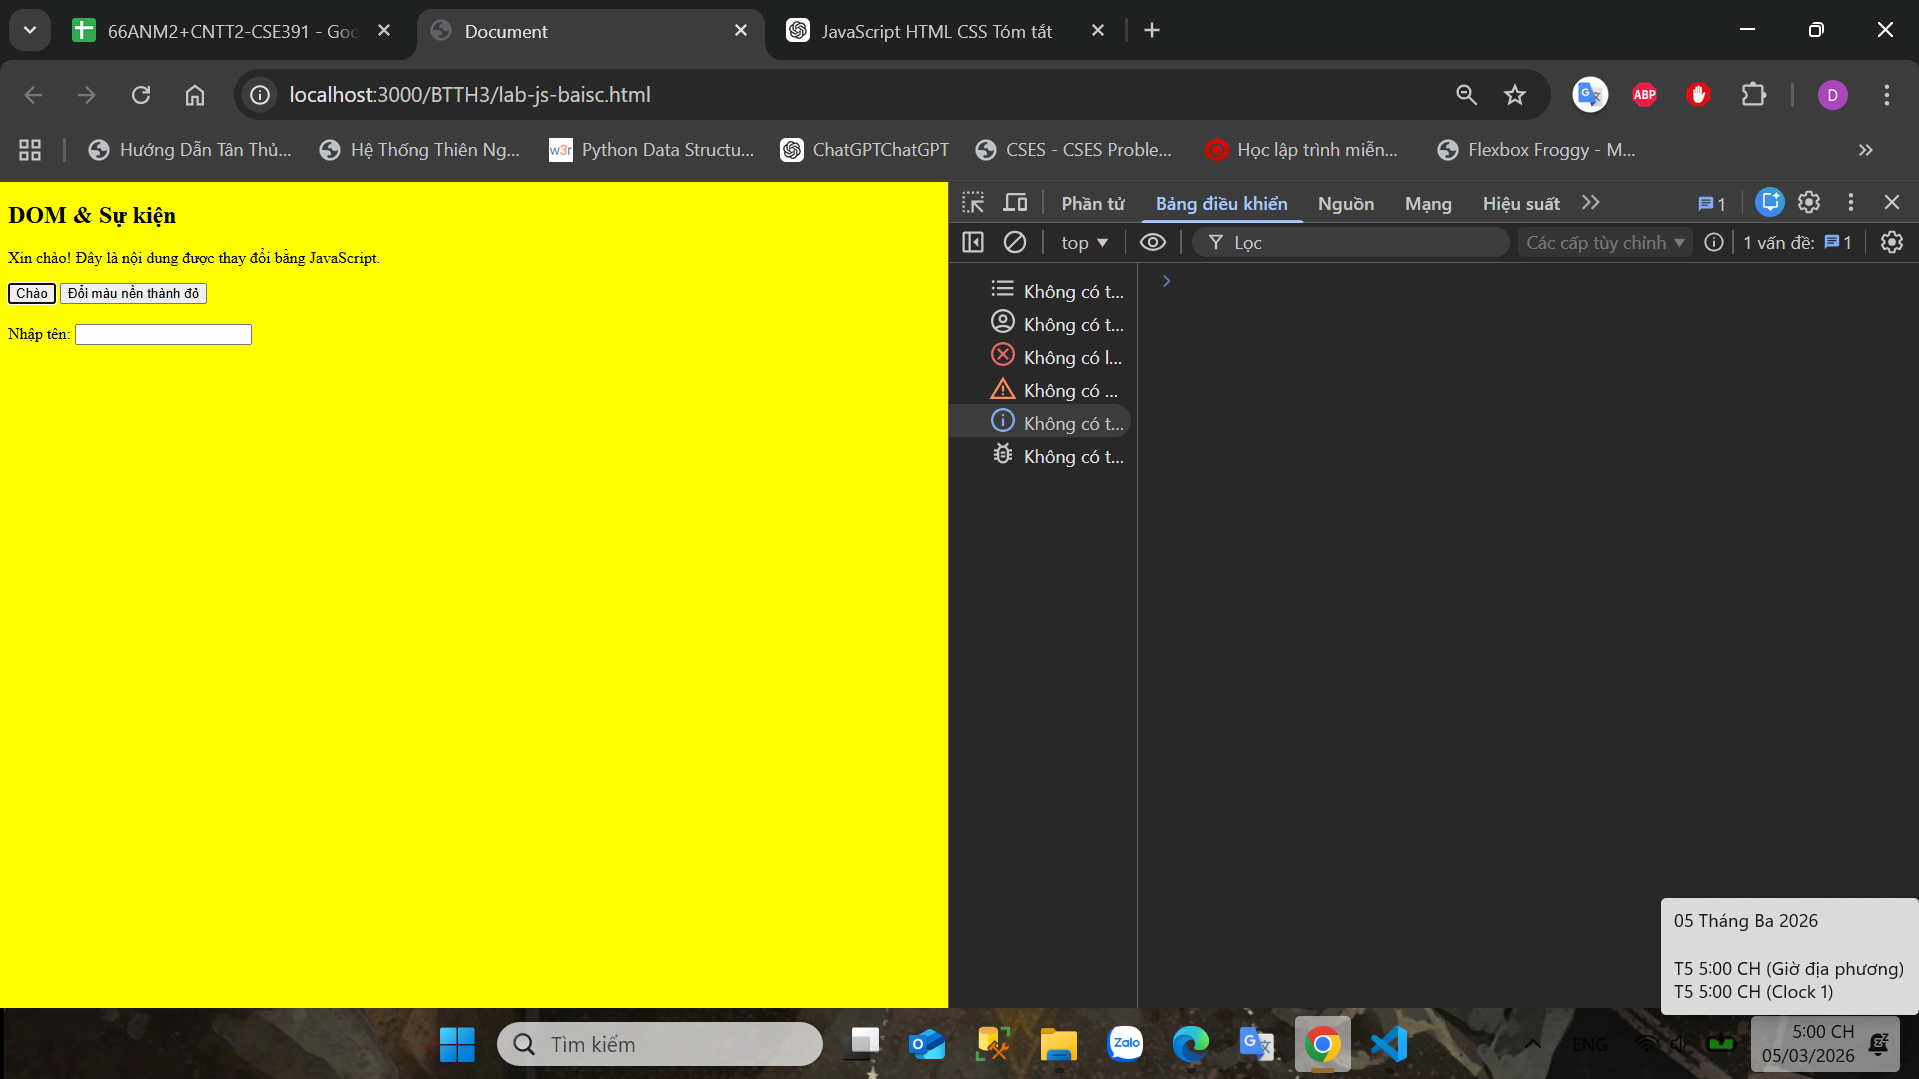 66ANM2+CNTT2-CSE391 - Goo
Document
JavaScript HTML CSS Tóm tắt
localhost:3000/BTTH3/lab-js-baisc.html
ABP
D
Hướng Dẫn Tân Thủ...
Hệ Thống Thiên Ng...
w3r
Python Data Structu...
ChatGPTChatGPT
CSES - CSES Proble...
Học lập trình miễn...
Flexbox Froggy - M...
DOM & Sự kiện
Xin chào! Đây là nội dung được thay đổi bằng JavaScript.
Chào
Đổi màu nền thành đỏ
Nhập tên:
Phần tử
Bảng điều khiển
Nguồn
Mạng
Hiệu suất
1
top
Lọc
Các cấp tùy chỉnh
1 vấn đề:
1
Không có t...
Không có t...
Không có l...
Không có ...
Không có t...
Không có t...
05 Tháng Ba 2026
T5 5:00 CH (Giờ địa phương)
T5 5:00 CH (Clock 1)
Tìm kiếm
Zalo
ENG
5:00 CH
05/03/2026